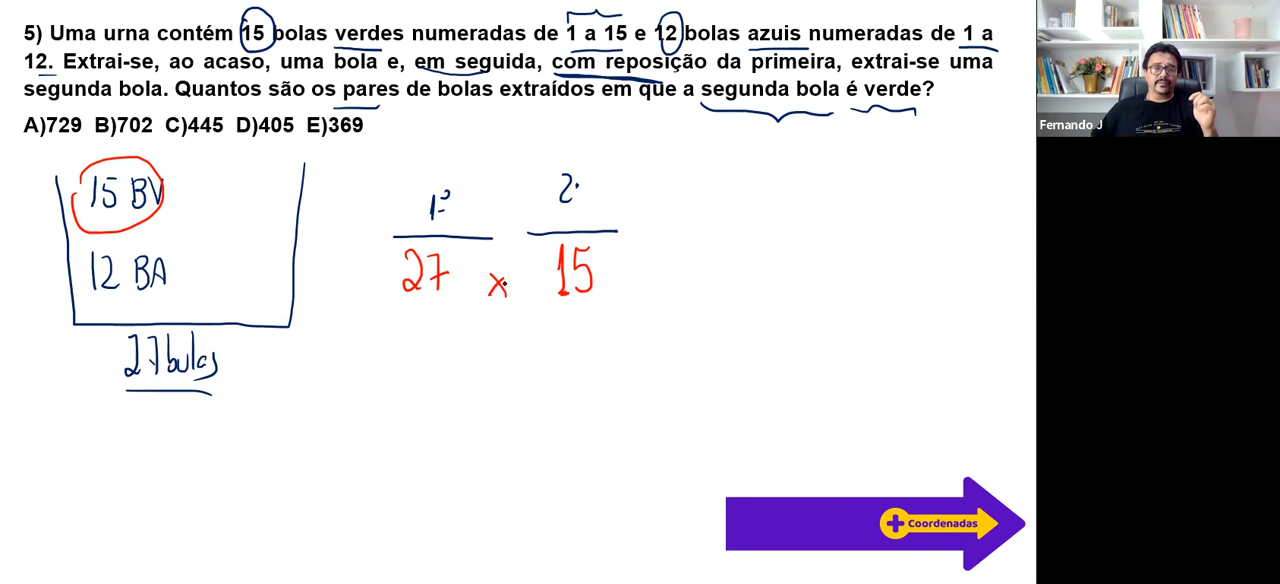 5) Uma urna contém 15 bolas verdes numeradas de 1 a 15 e 12 bolas azuis numeradas de 1 a
12. Extrai-se, ao acaso, uma bola e, em seguida, com reposição da primeira, extrai-se uma
segunda bola. Quantos são os pares de bolas extraídos em que a segunda bola é verde?
A)729 B)702 C)445 D)405 E)369
Fernando J
15 BV
12 BA
27 bolas
1ª 2ª
27 x 15
+ Coordenadas